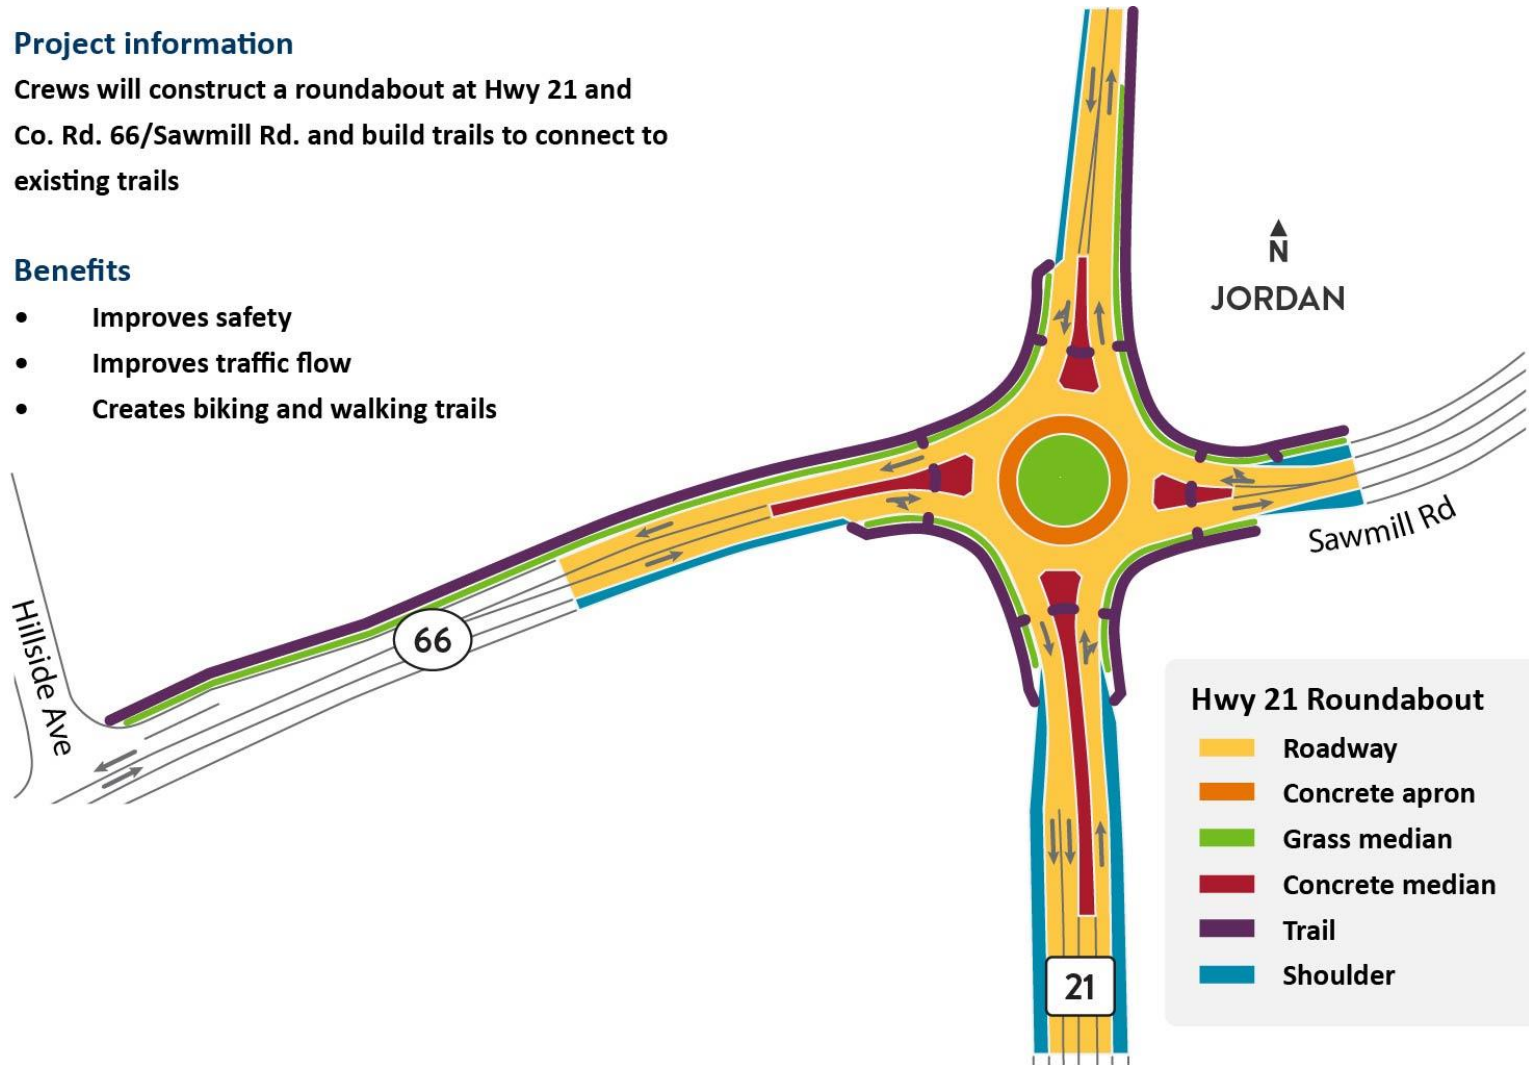 Project information
Crews will construct a roundabout at Hwy 21 and
Co. Rd. 66/Sawmill Rd. and build trails to connect to
existing trails
Benefits
• Improves safety
• Improves traffic flow
• Creates biking and walking trails
N
JORDAN
Sawmill Rd
Hillside Ave
66
21
Hwy 21 Roundabout
Roadway
Concrete apron
Grass median
Concrete median
Trail
Shoulder